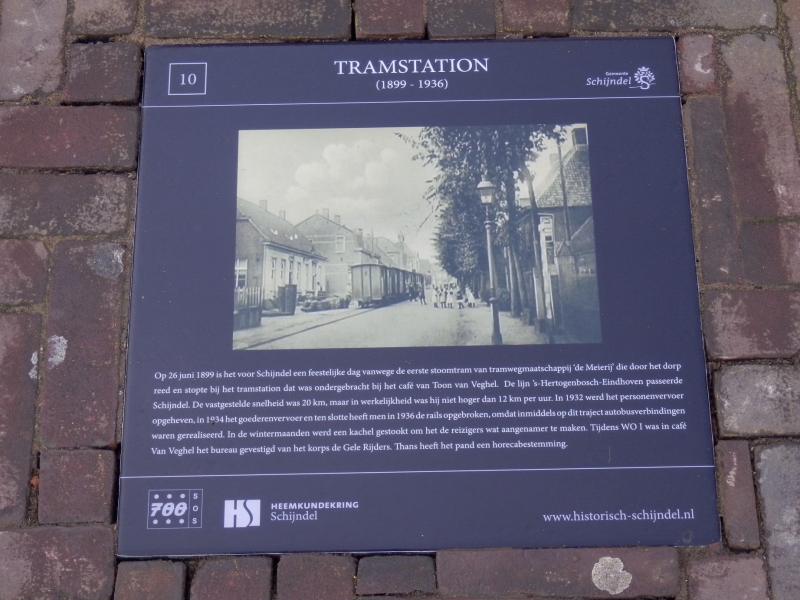 10
TRAMSTATION
(1899 - 1936)
Gemeente
Schijndel
Op 26 juni 1899 is het voor Schijndel een feestelijke dag vanwege de eerste stoomtram van tramwegmaatschappij 'de Meierij' die door het dorp
reed en stopte bij het tramstation dat was ondergebracht bij het café van Toon van Veghel. De lijn 's-Hertogenbosch-Eindhoven passeerde
Schijndel. De vastgestelde snelheid was 20 km, maar in werkelijkheid was hij niet hoger dan 12 km per uur. In 1932 werd het personenvervoer
opgeheven, in 1934 het goederenvervoer en ten slotte heeft men in 1936 de rails opgebroken, omdat inmiddels op dit traject autobusverbindingen
waren gerealiseerd. In de wintermaanden werd een kachel gestookt om het de reizigers wat aangenamer te maken. Tijdens WO I was in café
Van Veghel het bureau gevestigd van het korps de Gele Rijders. Thans heeft het pand een horecabestemming.
700 SOS
HS HEEMKUNDEKRING
Schijndel
www.historisch-schijndel.nl